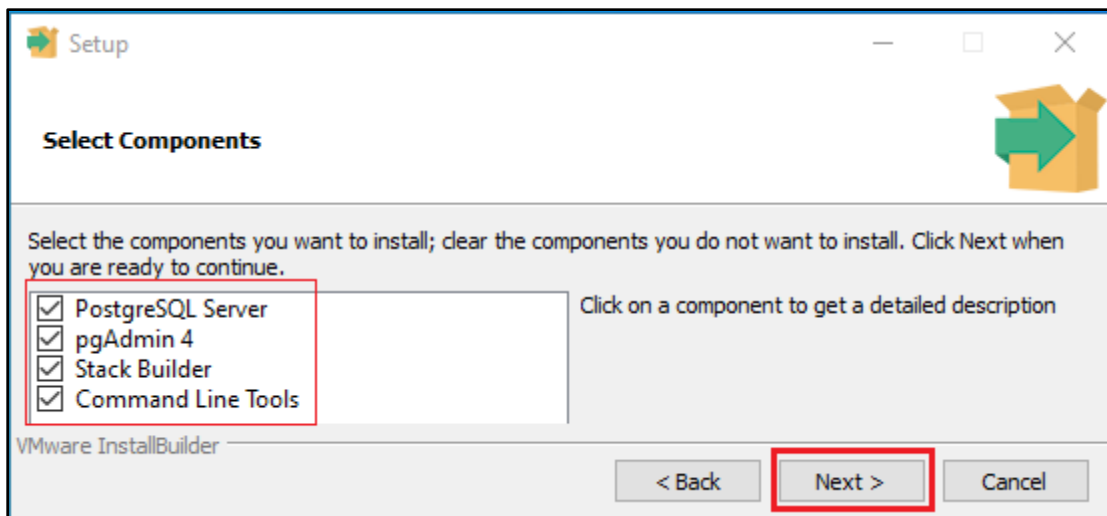 Setup
Select Components
Select the components you want to install; clear the components you do not want to install. Click Next when
you are ready to continue.
PostgreSQL Server
pgAdmin 4
Stack Builder
Command Line Tools
Click on a component to get a detailed description
VMware InstallBuilder
< Back
Next >
Cancel